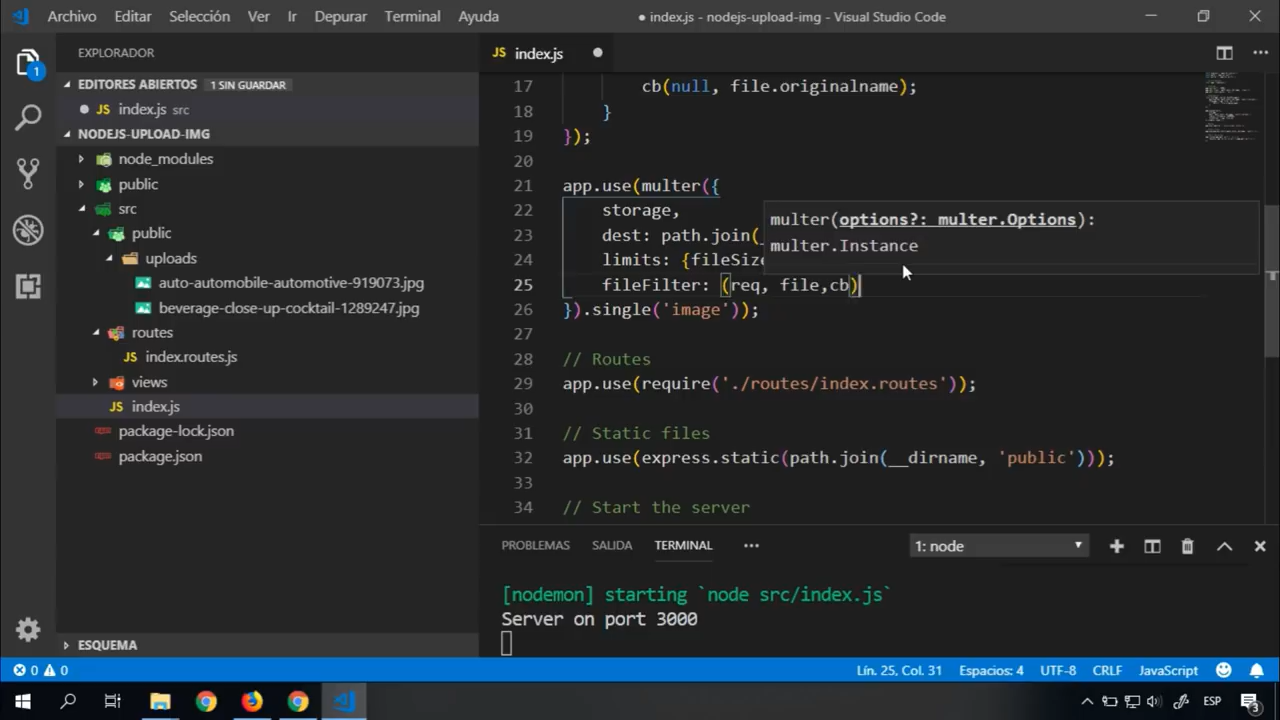 Archivo Editar Selección Ver Ir Depurar Terminal Ayuda ● index.js - nodejs-upload-img - Visual Studio Code
EXPLORADOR
EDITORES ABIERTOS 1 SIN GUARDAR
index.js src
NODEJS-UPLOAD-IMG
node_modules
public
src
public
uploads
auto-automobile-automotive-919073.jpg
beverage-close-up-cocktail-1289247.jpg
routes
JS index.routes.js
views
JS index.js
package-lock.json
package.json
ESQUEMA
1
JS index.js
17 cb(null, file.originalname);
18 }
19 });
20
21 app.use(multer({
22 storage,
23 dest: path.join(
24 limits: {fileSize
25 fileFilter: (req, file,cb)
26 }).single('image'));
27
28 // Routes
29 app.use(require('./routes/index.routes'));
30
31 // Static files
32 app.use(express.static(path.join(__dirname, 'public')));
33
34 // Start the server
multer(options?: multer.Options):
multer.Instance
PROBLEMAS SALIDA TERMINAL ••• 1: node
[nodemon] starting `node src/index.js`
Server on port 3000
0 0 Lín. 25, Col. 31 Espacios: 4 UTF-8 CRLF JavaScript
ESP 3